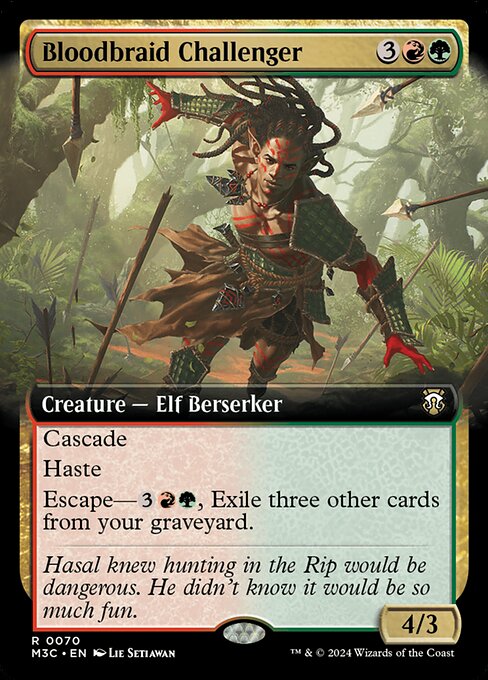 Bloodbraid Challenger 3
Creature — Elf Berserker
Cascade
Haste
Escape—3, Exile three other cards
from your graveyard.
Hasal knew hunting in the Rip would be
dangerous. He didn't know it would be so
much fun.
4/3
R 0070
M3C • EN Lie Setiawan
™ & © 2024 Wizards of the Coast